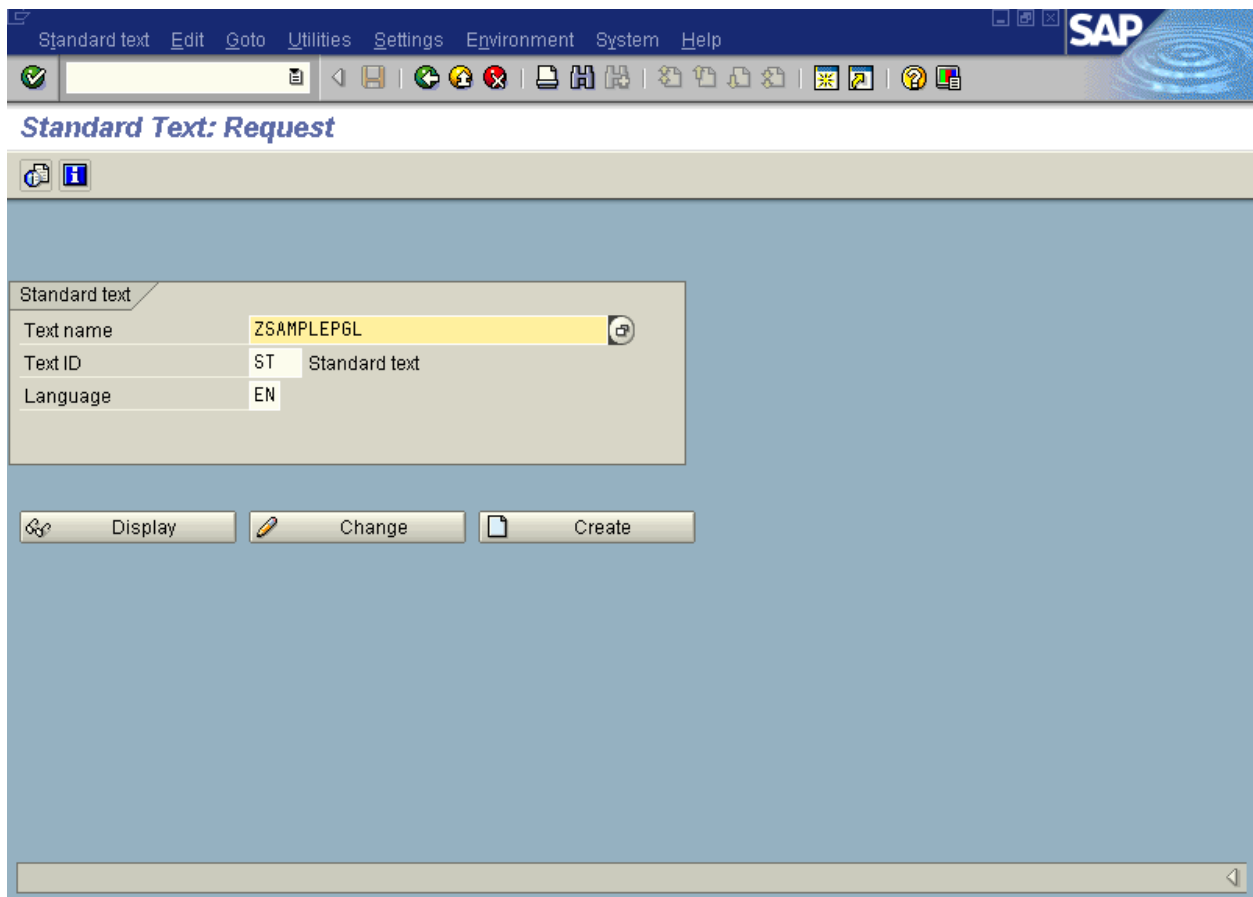 Standard text Edit Goto Utilities Settings Environment System Help
SAP
Standard Text: Request
Standard text
Text name ZSAMPLEPGL
Text ID ST Standard text
Language EN
Display Change Create